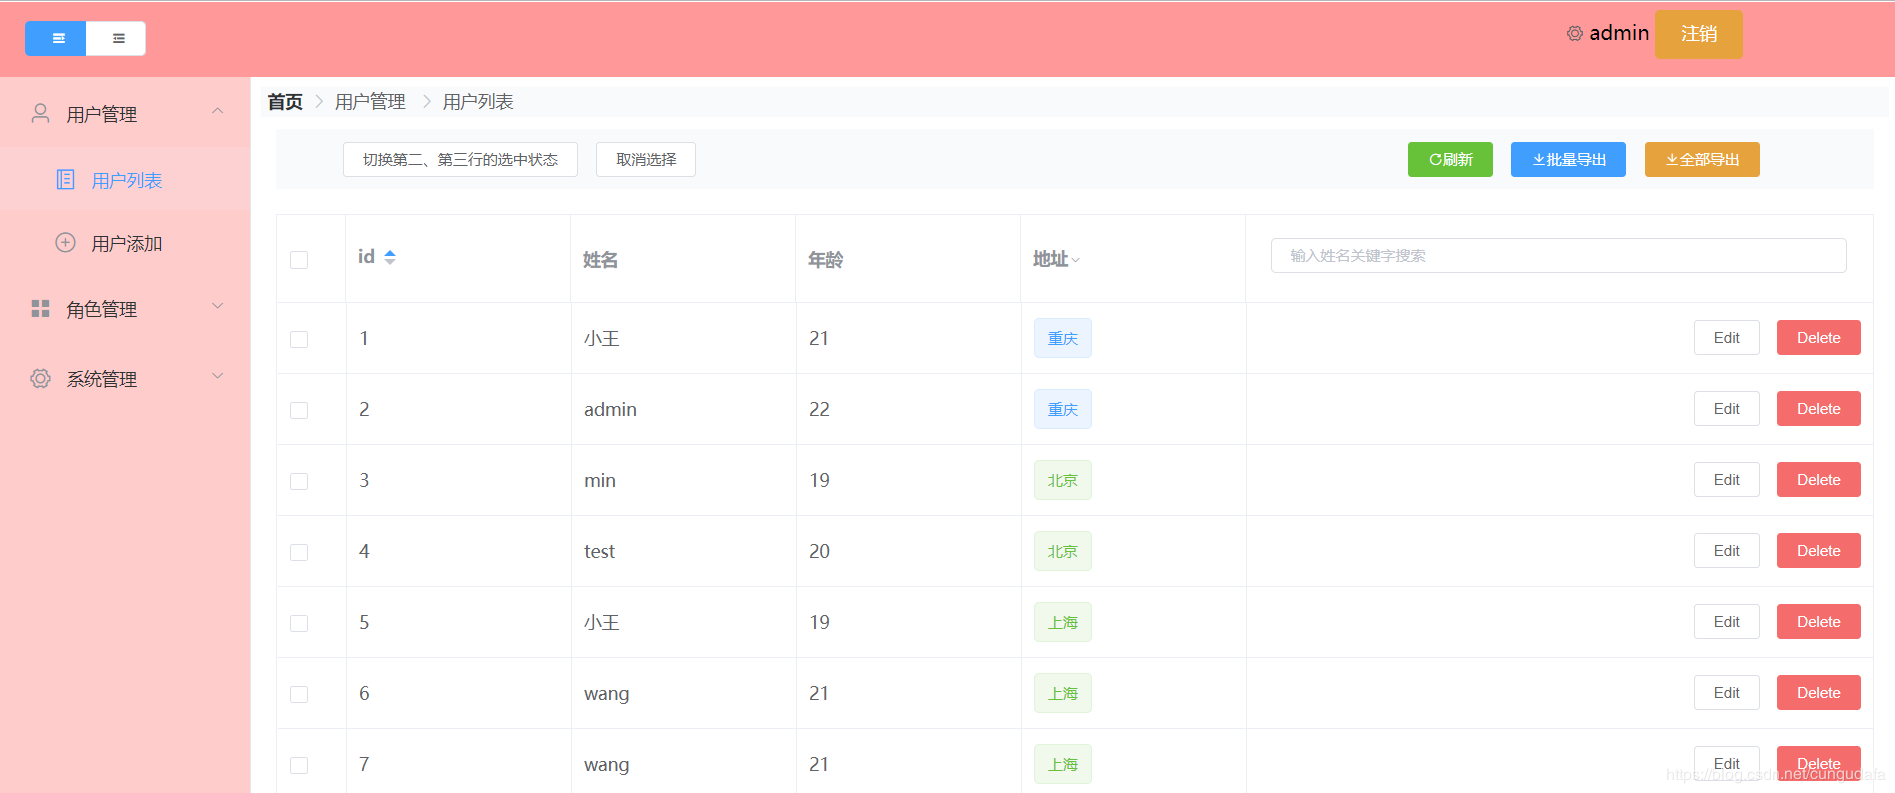 admin 注销
用户管理
用户列表
用户添加
角色管理
系统管理
首页 用户管理 用户列表
切换第二、第三行的选中状态 取消选择 刷新 批量导出 全部导出
id 姓名 年龄 地址 输入姓名关键字搜索
1 小王 21 重庆 Edit Delete
2 admin 22 重庆 Edit Delete
3 min 19 北京 Edit Delete
4 test 20 北京 Edit Delete
5 小王 19 上海 Edit Delete
6 wang 21 上海 Edit Delete
7 wang 21 上海 Edit Delete
https://blog.csdn.net/cungudafa